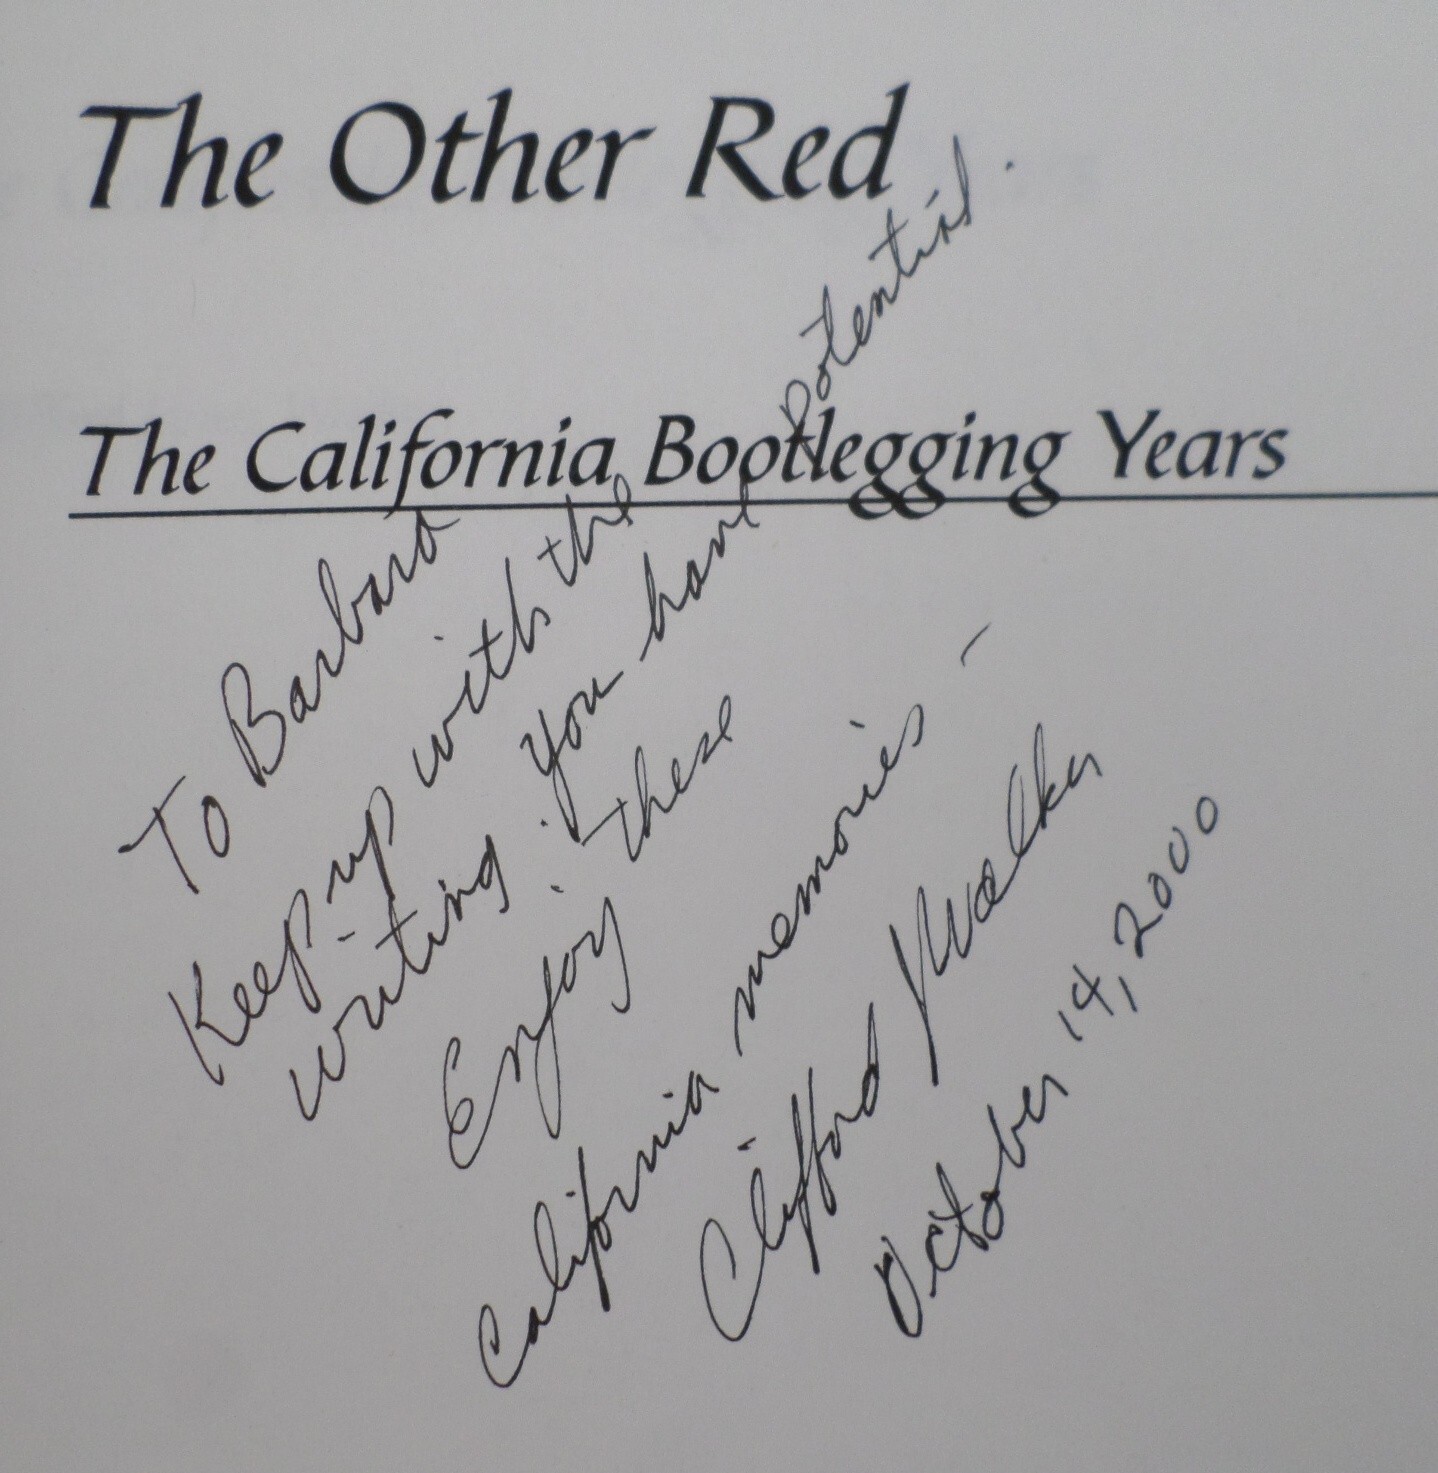 The Other Red
The California Bootlegging Years
To Barbara
Keep up with the
writing. you have potential.
Enjoy these
California memories -
Clifford Walker
October 14, 2000